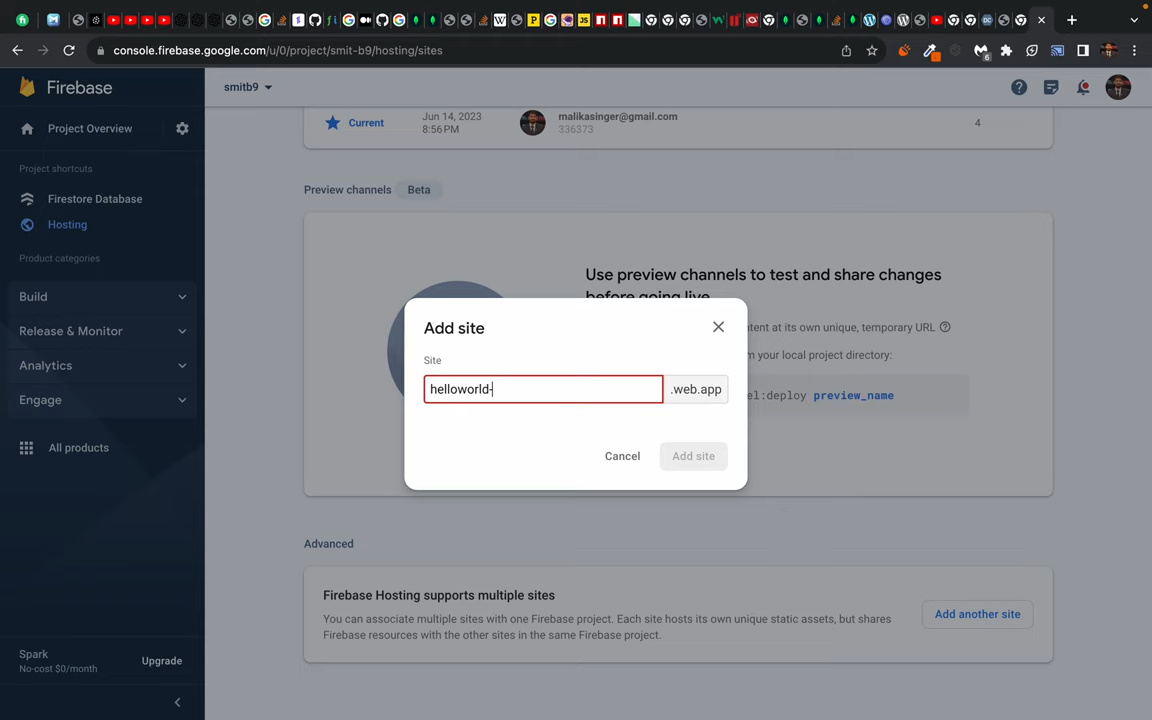 console.firebase.google.com/u/0/project/smit-b9/hosting/sites
6
Firebase
smitb9
Project Overview
Current
Jun 14, 2023
8:56 PM
malikasinger@gmail.com
336373
4
Project shortcuts
Firestore Database
Hosting
Product categories
Build
Release & Monitor
Analytics
Engage
All products
Spark
No-cost $0/month
Upgrade
Preview channels
Beta
Use preview channels to test and share changes
before going live
tent at its own unique, temporary URL
m your local project directory:
el:deploy preview_name
Add site
Site
helloworld-
.web.app
Cancel
Add site
Advanced
Firebase Hosting supports multiple sites
You can associate multiple sites with one Firebase project. Each site hosts its own unique static assets, but shares
Firebase resources with the other sites in the same Firebase project.
Add another site